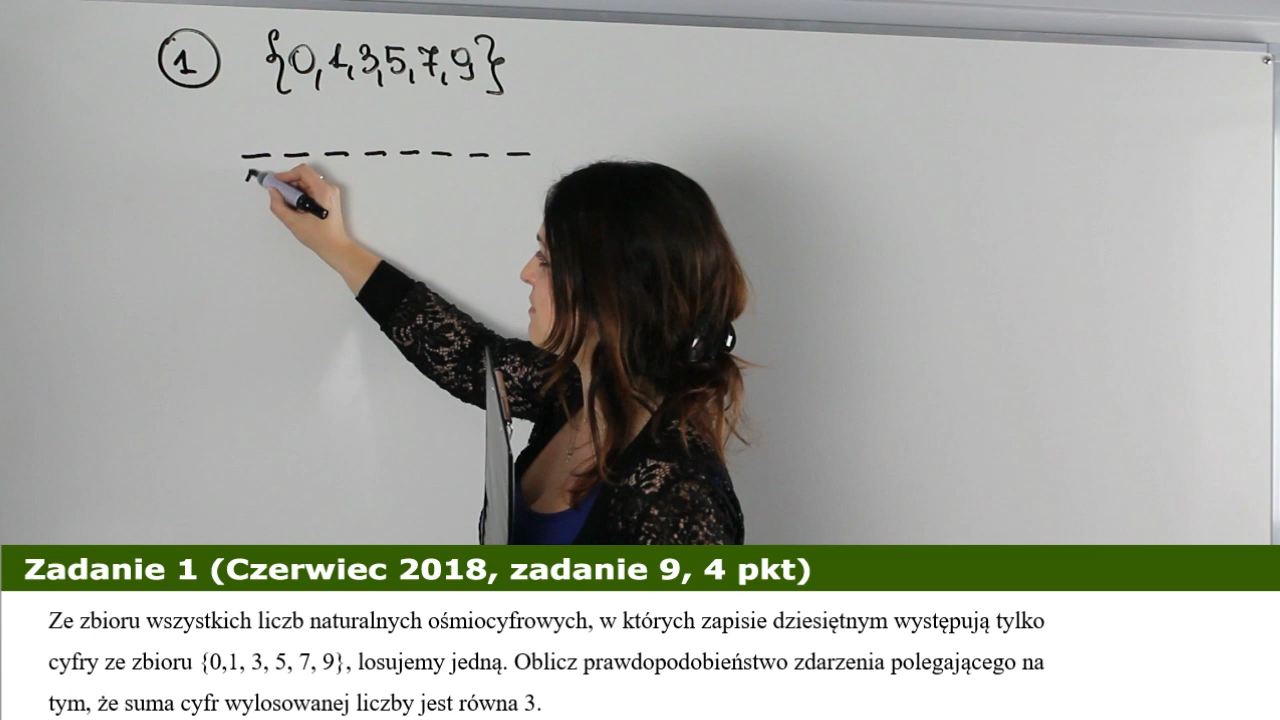 1 {0,1,3,5,7,9}
Zadanie 1 (Czerwiec 2018, zadanie 9, 4 pkt)
Ze zbioru wszystkich liczb naturalnych ośmiocyfrowych, w których zapisie dziesiętnym występują tylko
cyfry ze zbioru {0,1, 3, 5, 7, 9}, losujemy jedną. Oblicz prawdopodobieństwo zdarzenia polegającego na
tym, że suma cyfr wylosowanej liczby jest równa 3.